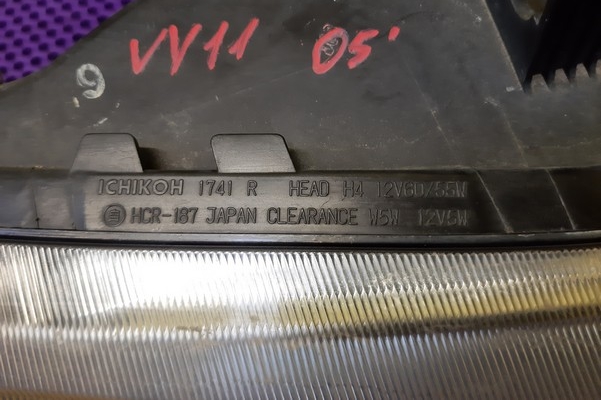 VY11 05'
9
ICHIKOH 1741 R HEAD H4 12V60/55W
HCR-187 JAPAN CLEARANCE W5W 12V5W